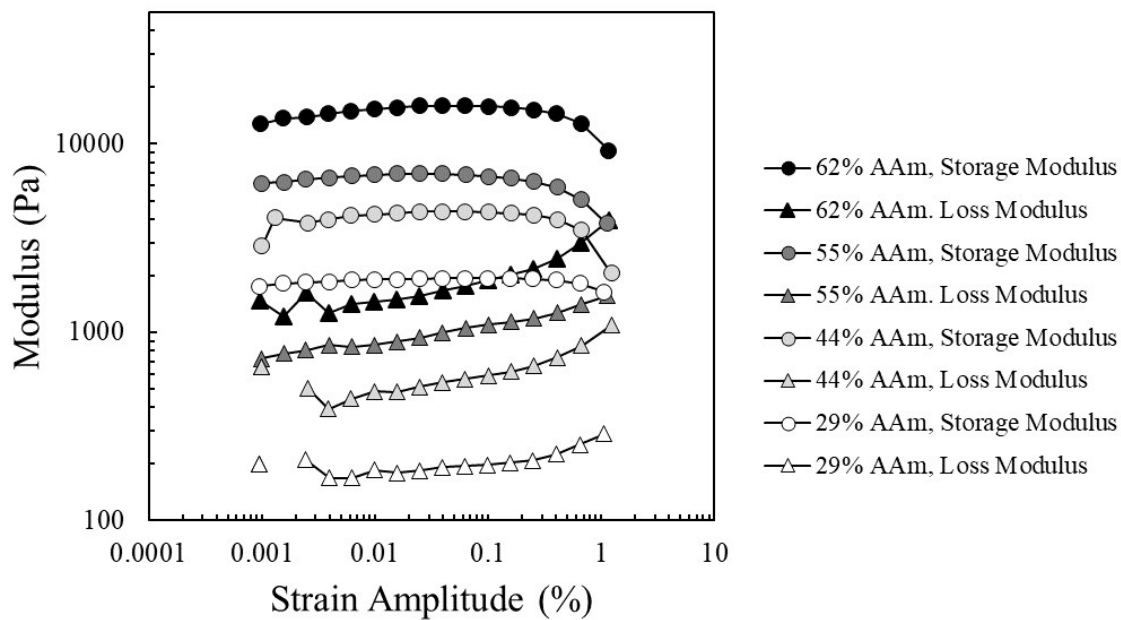 Modulus (Pa)
10000
1000
100
0.0001
0.001
0.01
0.1
1
10
Strain Amplitude (%)
62% AAm, Storage Modulus
62% AAm. Loss Modulus
55% AAm, Storage Modulus
55% AAm. Loss Modulus
44% AAm, Storage Modulus
44% AAm, Loss Modulus
29% AAm, Storage Modulus
29% AAm, Loss Modulus